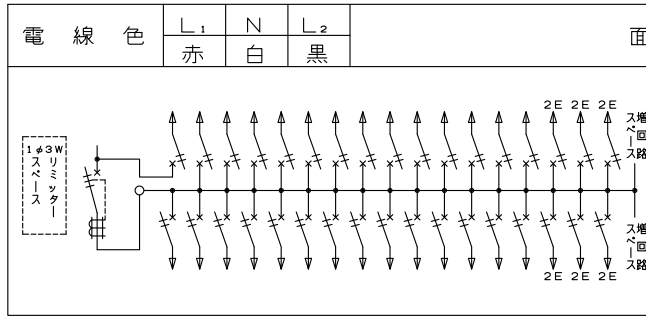 電線色 L₁ N L₂ 面
赤 白 黒
2E 2E 2E
増回路
スペース
1φ3W
リミッター
スペース
増回路
スペース
2E 2E 2E